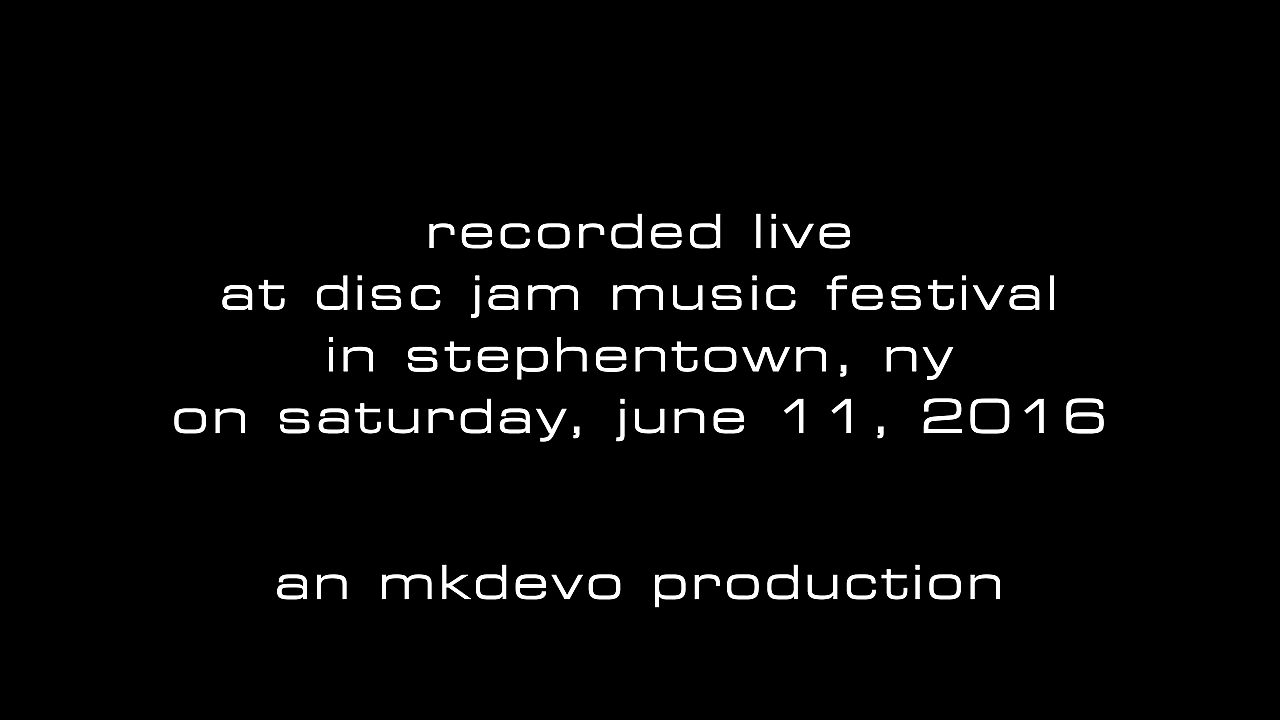 recorded live
at disc jam music festival
in stephentown, ny
on saturday, june 11, 2016
an mkdevo production